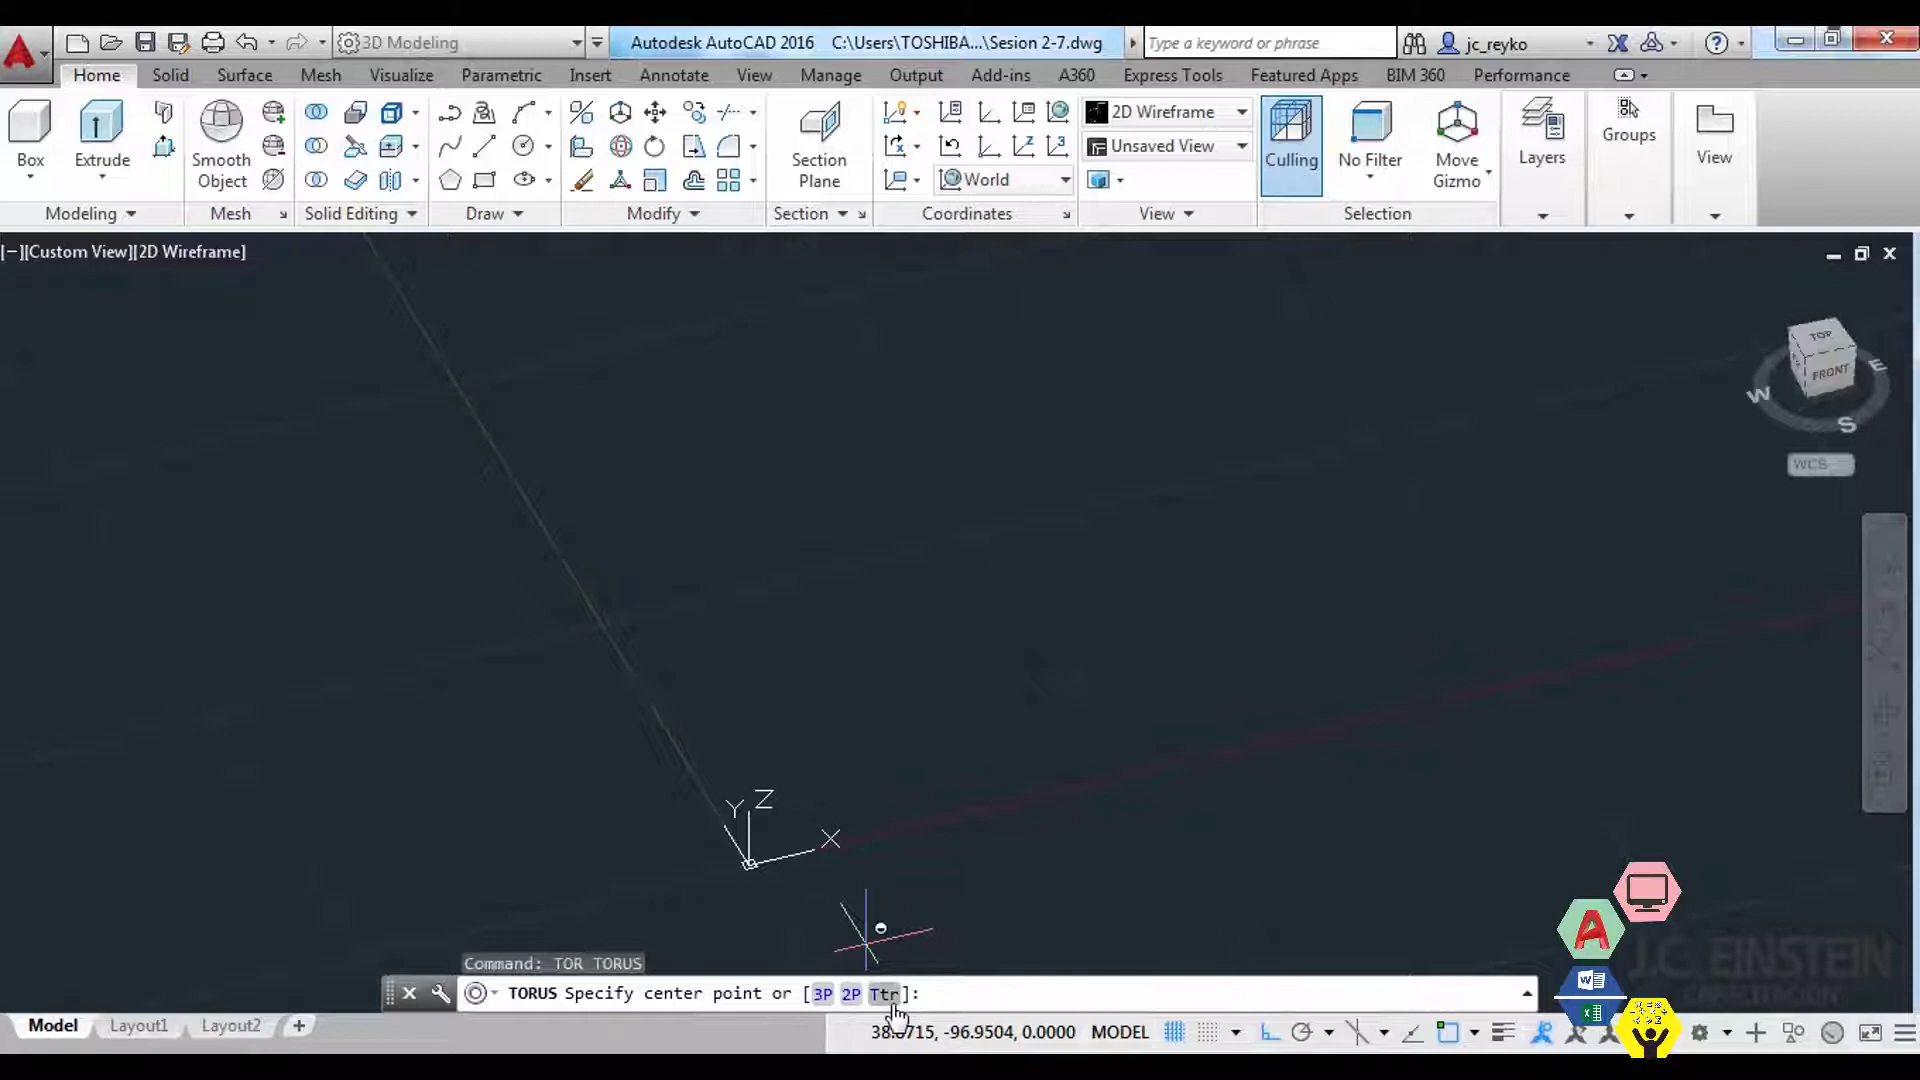 3D Modeling
Autodesk AutoCAD 2016 C:\Users\TOSHIBA...\Sesion 2-7.dwg
Type a keyword or phrase
jc_reyko
Home Solid Surface Mesh Visualize Parametric Insert Annotate View Manage Output Add-ins A360 Express Tools Featured Apps BIM 360 Performance
Box
Extrude
Smooth
Object
Section
Plane
World
2D Wireframe
Unsaved View
Culling
No Filter
Move
Gizmo
Layers
Groups
View
Modeling Mesh Solid Editing Draw Modify Section Coordinates View Selection
[−][Custom View][2D Wireframe]
TOP
FRONT
W
E
S
WCS
Y Z
X
Command: TOR TORUS
TORUS Specify center point or [3P 2P Ttr]:
J.C. EINSTEIN
CAPACITACION
Model Layout1 Layout2 +
MODEL